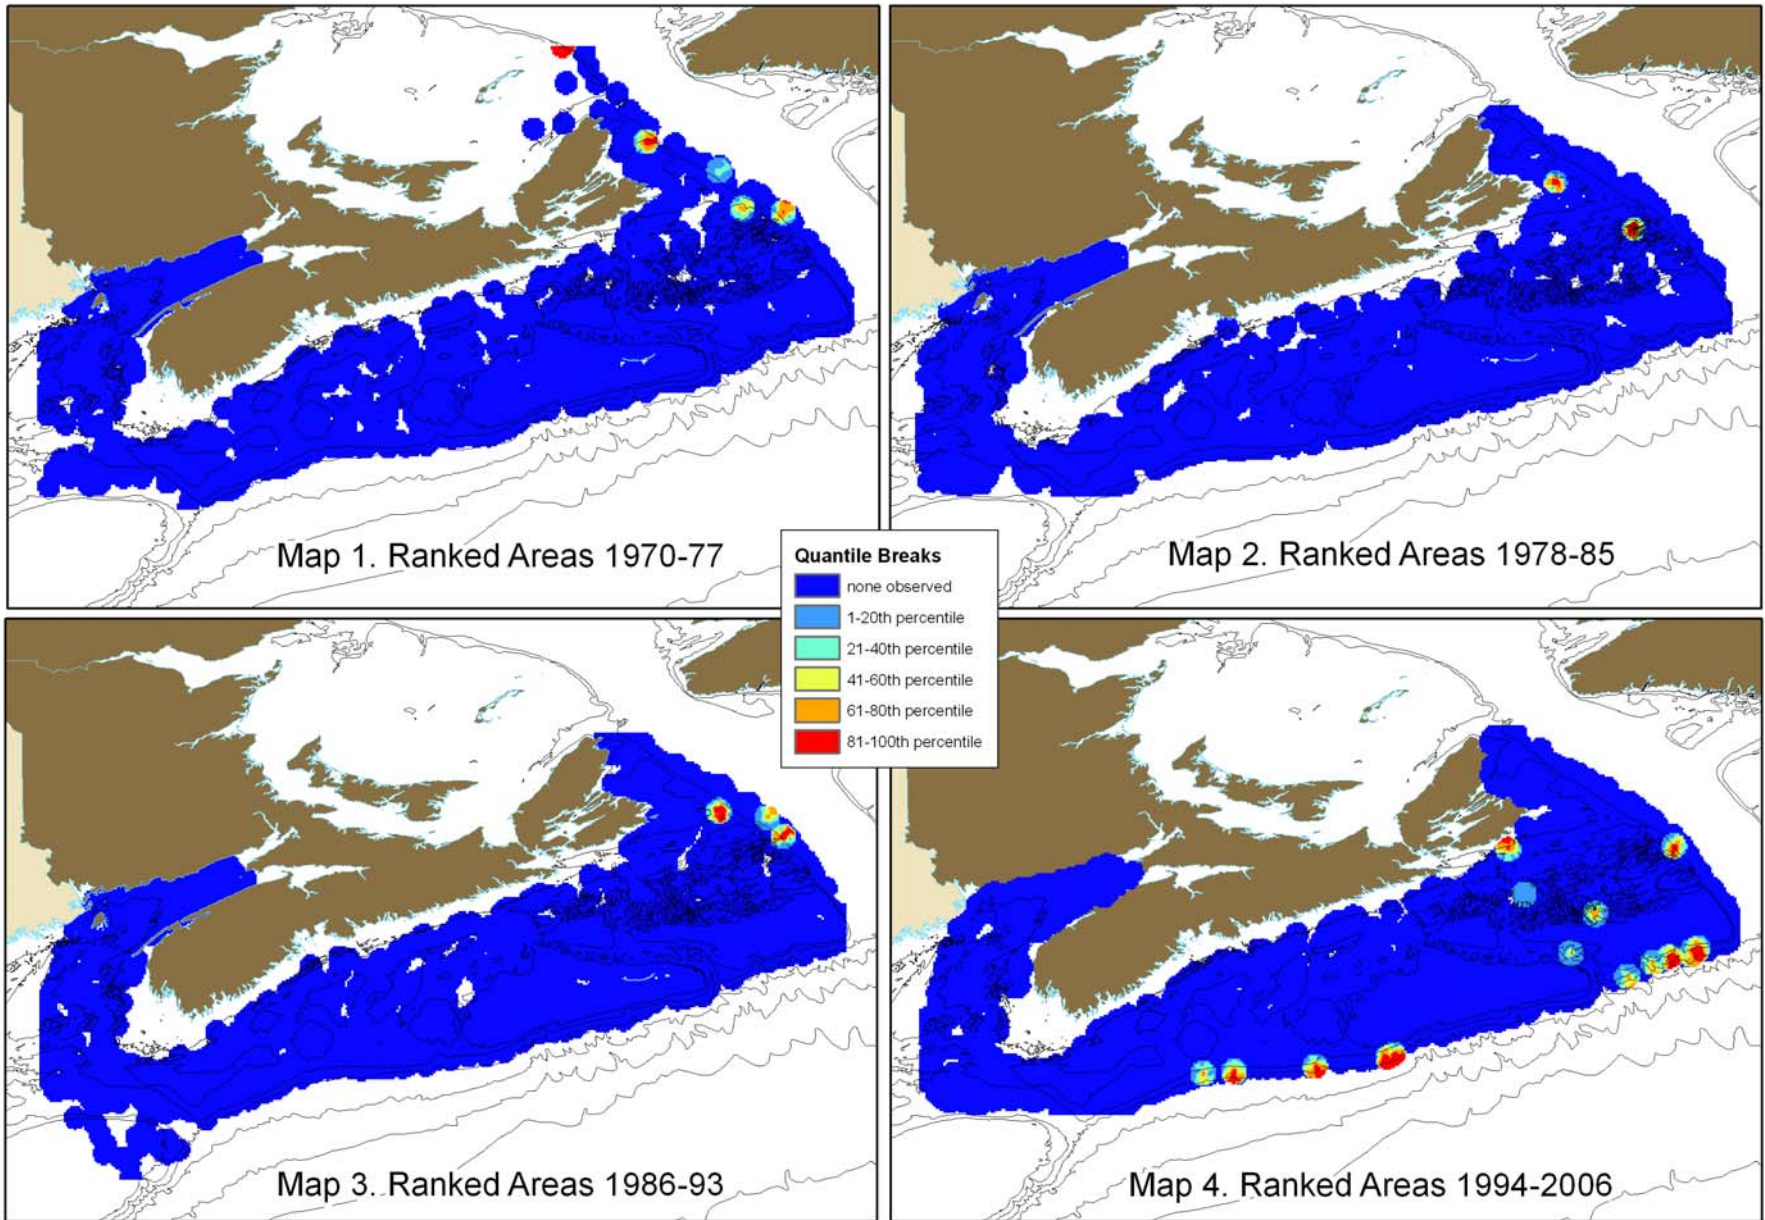 Map 1. Ranked Areas 1970-77
Map 2. Ranked Areas 1978-85
Quantile Breaks
none observed
1-20th percentile
21-40th percentile
41-60th percentile
61-80th percentile
81-100th percentile
Map 3. Ranked Areas 1986-93
Map 4. Ranked Areas 1994-2006